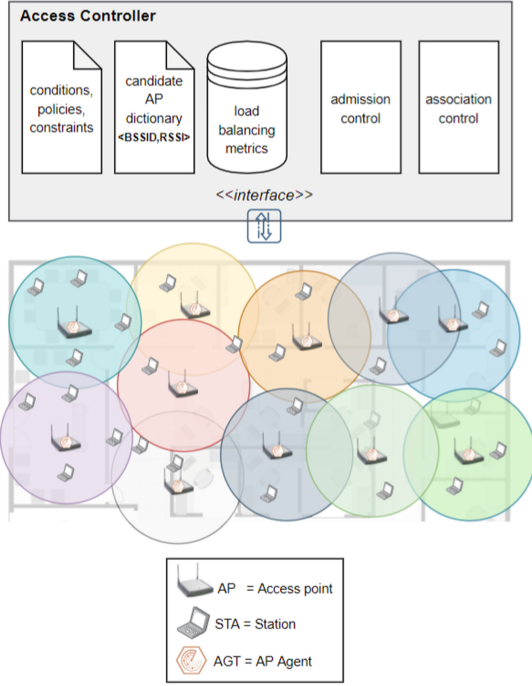 Access Controller
conditions,
policies,
constraints
candidate
AP
dictionary
<BSSID,RSSI>
load
balancing
metrics
admission
control
association
control
<<interface>>
AP = Access point
STA = Station
AGT = AP Agent